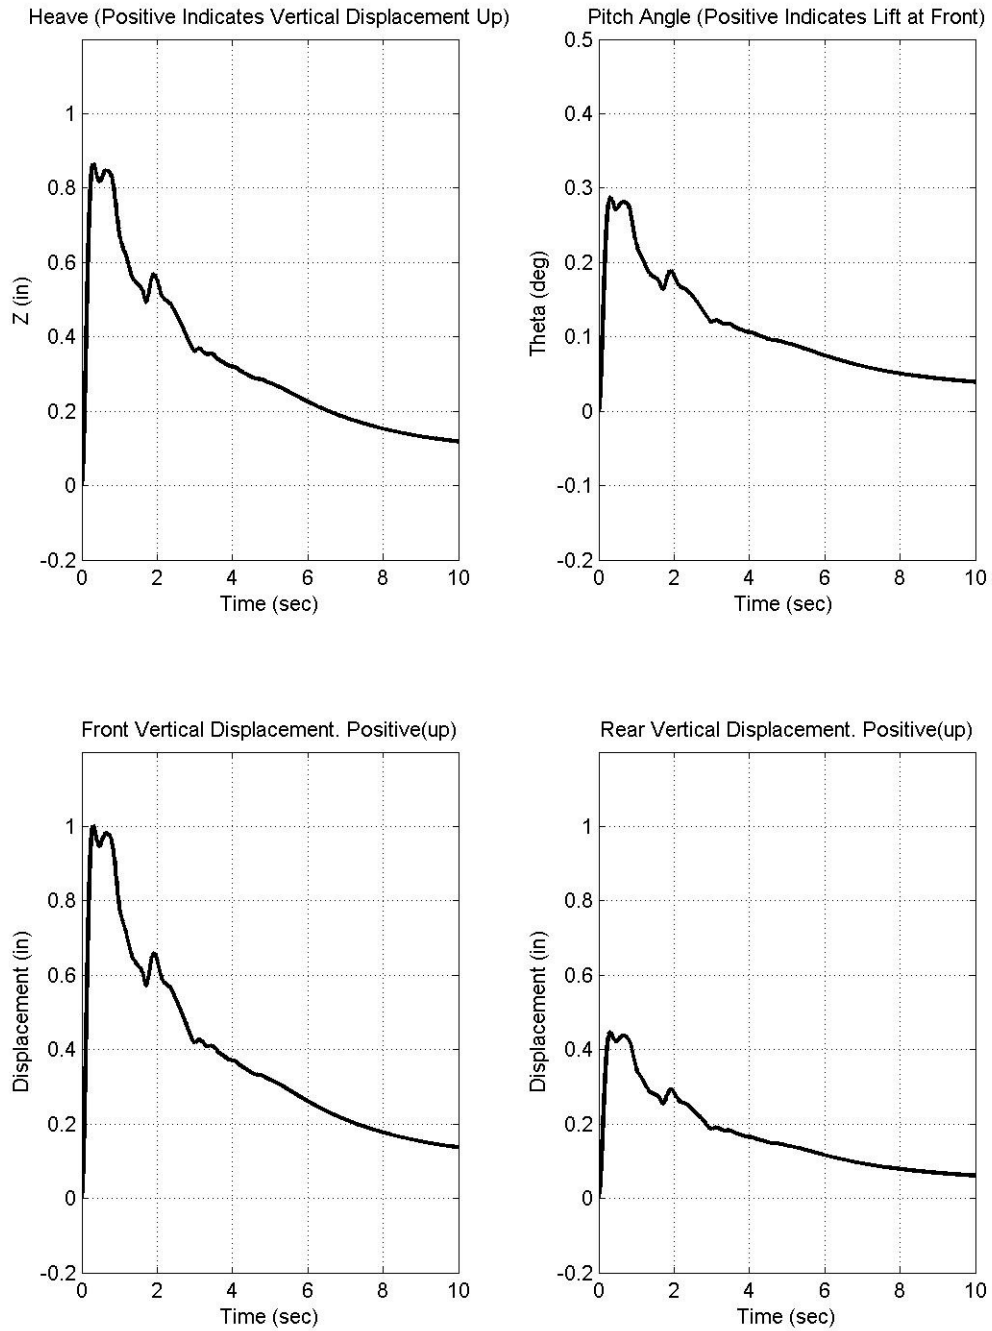 Heave (Positive Indicates Vertical Displacement Up)
1
0.8
0.6
0.4
0.2
0
-0.2
Z (in)
0 2 4 6 8 10
Time (sec)
Pitch Angle (Positive Indicates Lift at Front)
0.5
0.4
0.3
0.2
0.1
0
-0.1
-0.2
Theta (deg)
0 2 4 6 8 10
Time (sec)
Front Vertical Displacement. Positive(up)
1
0.8
0.6
0.4
0.2
0
-0.2
Displacement (in)
0 2 4 6 8 10
Time (sec)
Rear Vertical Displacement. Positive(up)
1
0.8
0.6
0.4
0.2
0
-0.2
Displacement (in)
0 2 4 6 8 10
Time (sec)